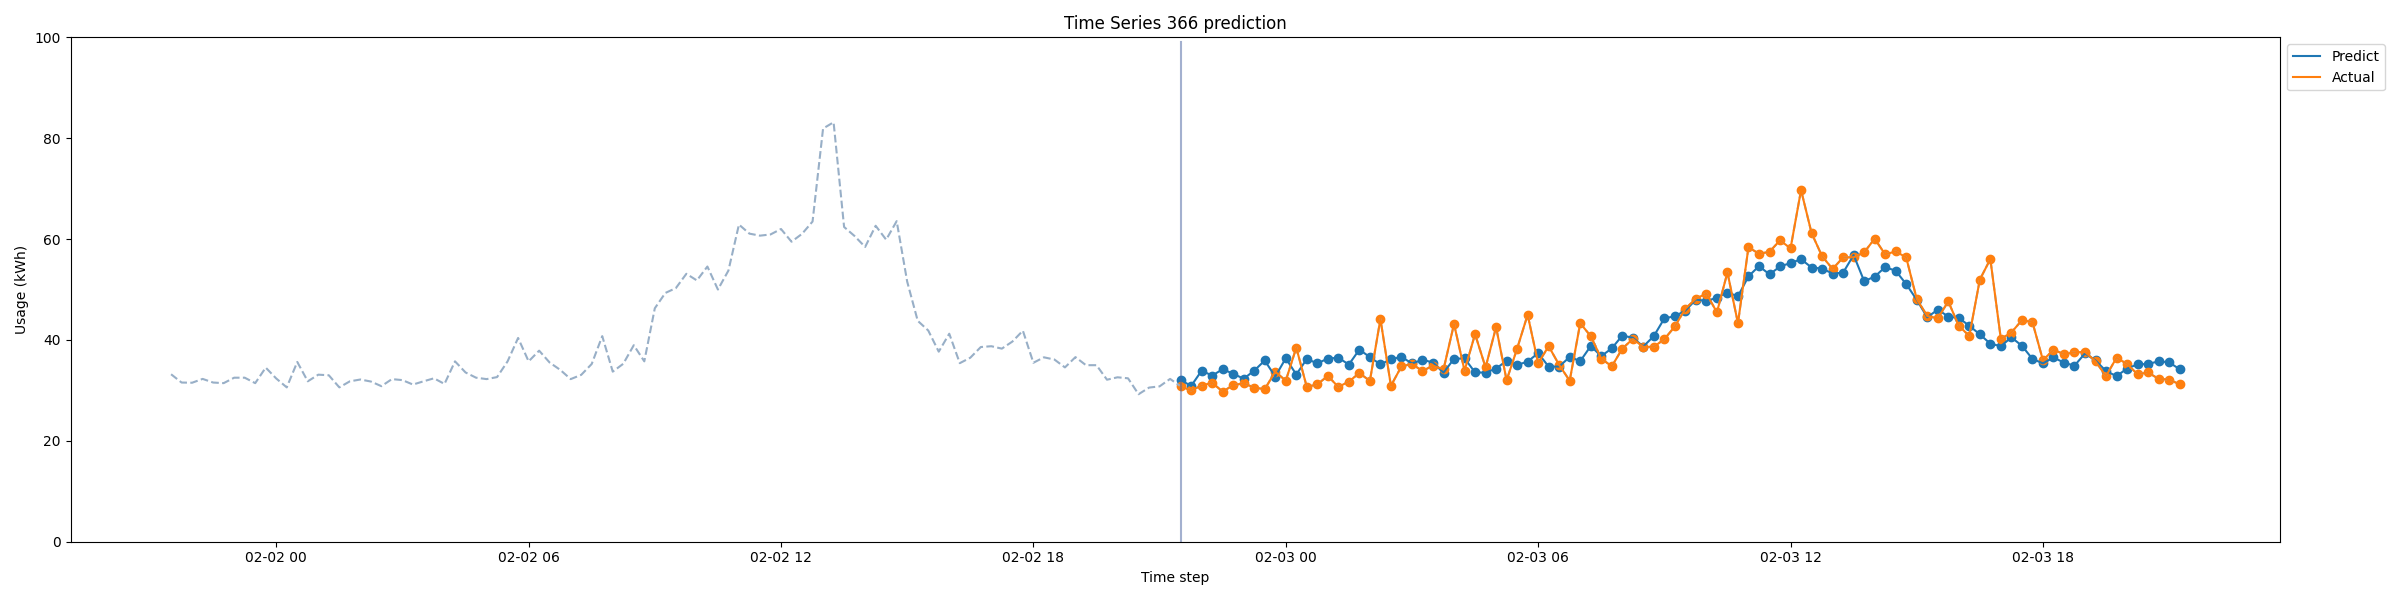 Time Series 366 prediction
Predict
Actual
100
80
60
40
20
0
Usage (kWh)
02-02 00
02-02 06
02-02 12
02-02 18
02-03 00
02-03 06
02-03 12
02-03 18
Time step